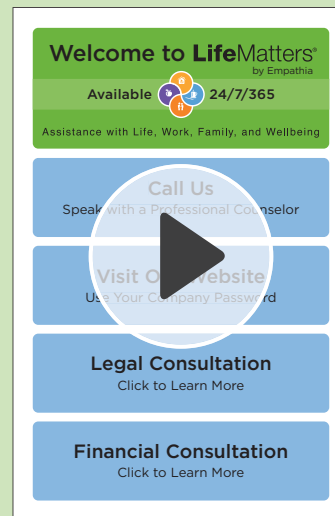 Welcome to LifeMatters®
by Empathia
Available 24/7/365
Assistance with Life, Work, Family, and Wellbeing
Call Us
Speak with a Professional Counselor
Visit Our Website
Use Your Company Password
Legal Consultation
Click to Learn More
Financial Consultation
Click to Learn More